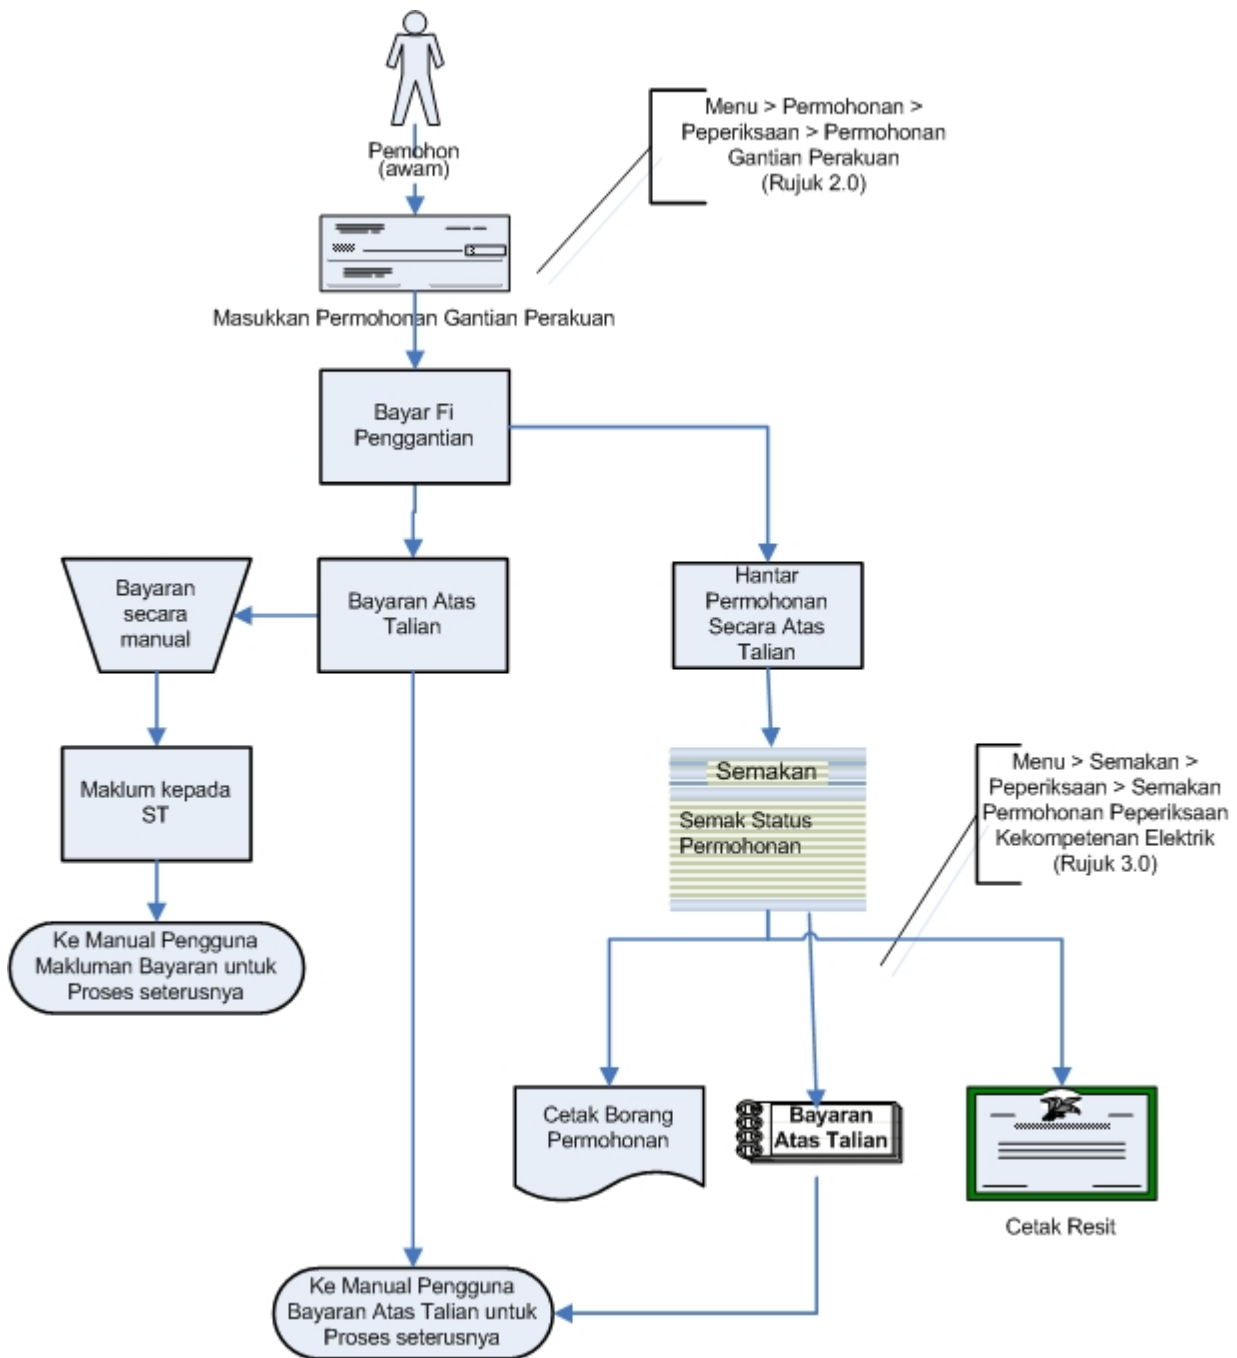 Pemohon
(awam)
Menu > Permohonan >
Peperiksaan > Permohonan
Gantian Perakuan
(Rujuk 2.0)
Masukkan Permohonan Gantian Perakuan
Bayar Fi
Penggantian
Bayaran
secara
manual
Bayaran Atas
Talian
Hantar
Permohonan
Secara Atas
Talian
Maklum kepada
ST
Semakan
Semak Status
Permohonan
Menu > Semakan >
Peperiksaan > Semakan
Permohonan Peperiksaan
Kekompetenan Elektrik
(Rujuk 3.0)
Ke Manual Pengguna
Makluman Bayaran untuk
Proses seterusnya
Cetak Borang
Permohonan
Bayaran
Atas Talian
Cetak Resit
Ke Manual Pengguna
Bayaran Atas Talian untuk
Proses seterusnya